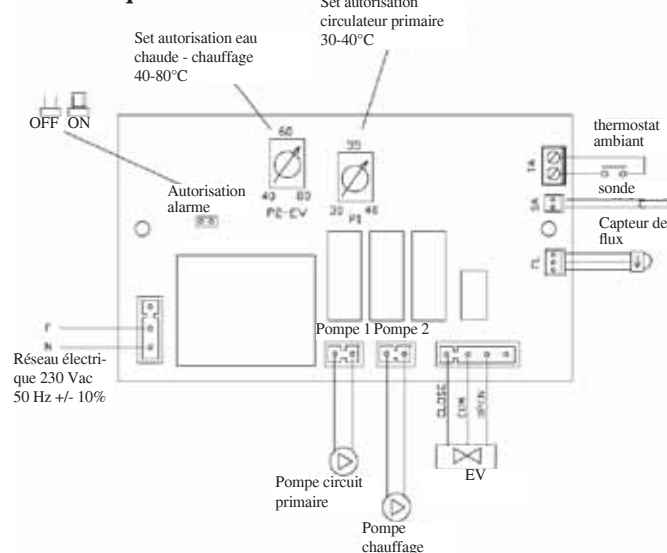 Set autorisation
circulateur primaire
30-40°C
Set autorisation eau
chaude - chauffage
40-80°C
OFF ON
60
35
40 80
P2-EV
30 40
P1
Autorisation
alarme
TA
thermostat
ambiant
SA
sonde
FL
Capteur de
flux
F
N
Réseau électri-
que 230 Vac
50 Hz +/- 10%
Pompe 1 Pompe 2
CLOSE
COM
OPEN
EV
Pompe circuit
primaire
Pompe
chauffage